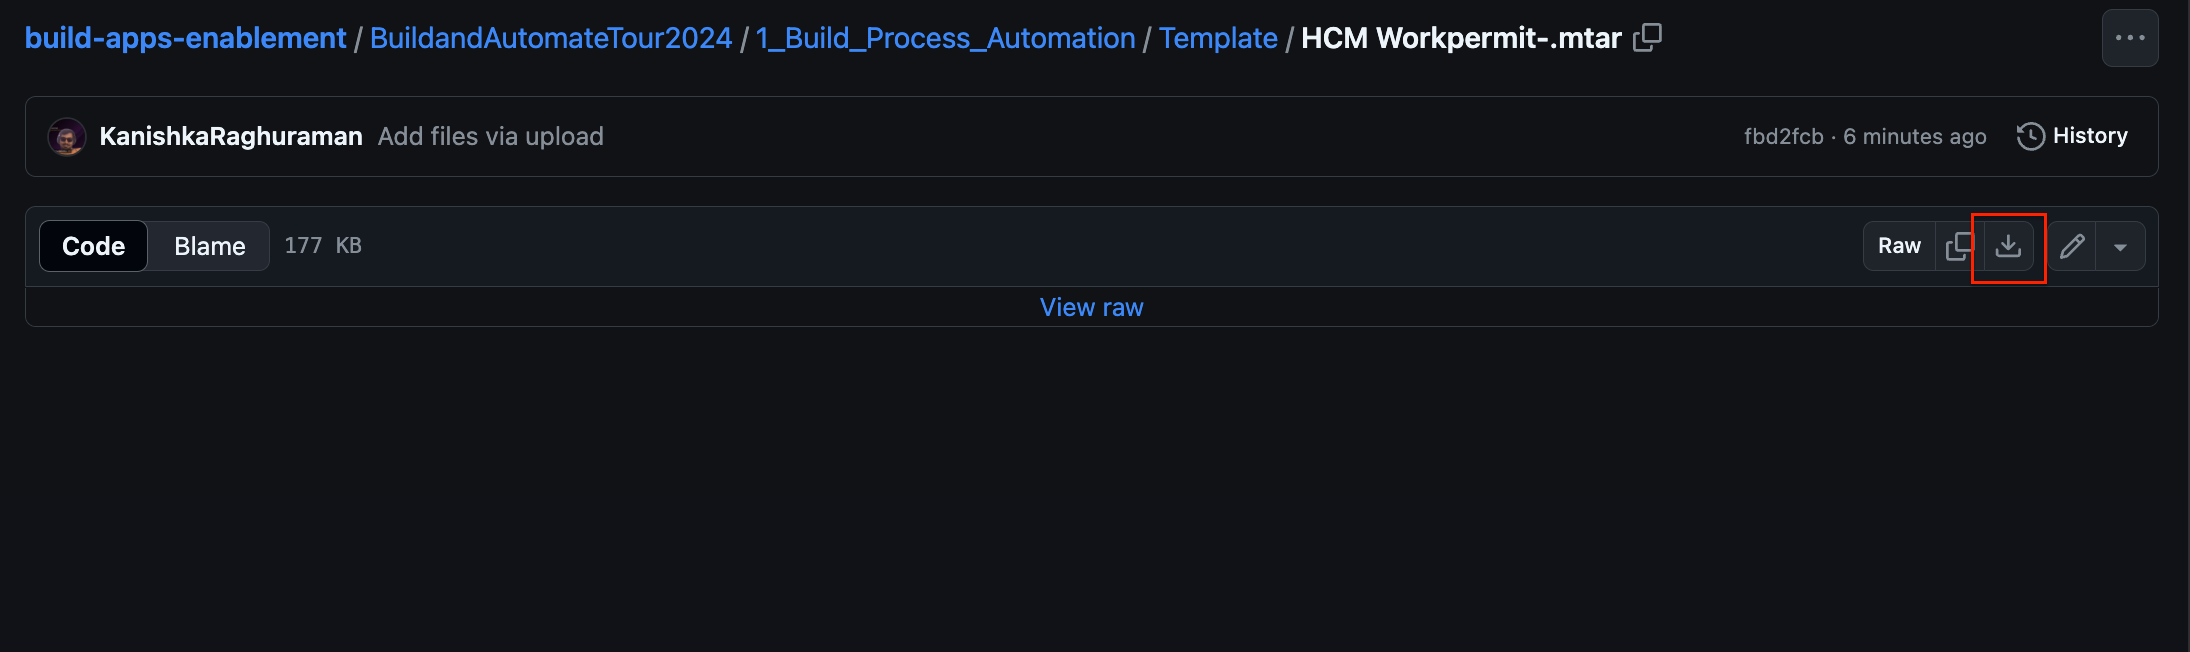 build-apps-enablement / BuildandAutomateTour2024 / 1_Build_Process_Automation / Template / HCM Workpermit-.mtar
KanishkaRaghuraman Add files via upload fbd2fcb · 6 minutes ago History
Code Blame 177 KB Raw
View raw